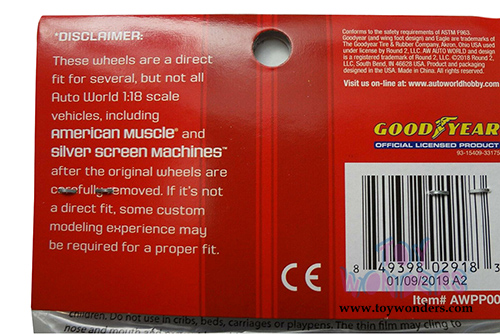 *DISCLAIMER:
These wheels are a direct
fit for several, but not all
Auto World 1:18 scale
vehicles, including
American Muscle® and
Silver Screen Machines™
after the original wheels are
carefully removed. If it's not
a direct fit, some custom
modeling experience may
be required for a proper fit.
Conforms to the safety requirements of ASTM F963.
Goodyear (and wing foot design) and Eagle are trademarks of
The Goodyear Tire & Rubber Company, Akron, Ohio USA used
under license by Round 2, LLC. AW AUTO WORLD and design
is a registered trademark of Round 2, LLC. ©2018 Round 2,
LLC, South Bend, IN 46628 USA. Product and packaging
designed in the USA. Made in China. All rights reserved.
Visit us on-line at: www.autoworldhobby.com
GOODYEAR
OFFICIAL LICENSED PRODUCT
93-15409-33175
CE
8 49398 02918 3
01/09/2019 A2
Toy Wonders
www.toywonders.com
Item# AWPP00
children. Do not use in cribs, beds, carriages or playpens. The thin film may cling to